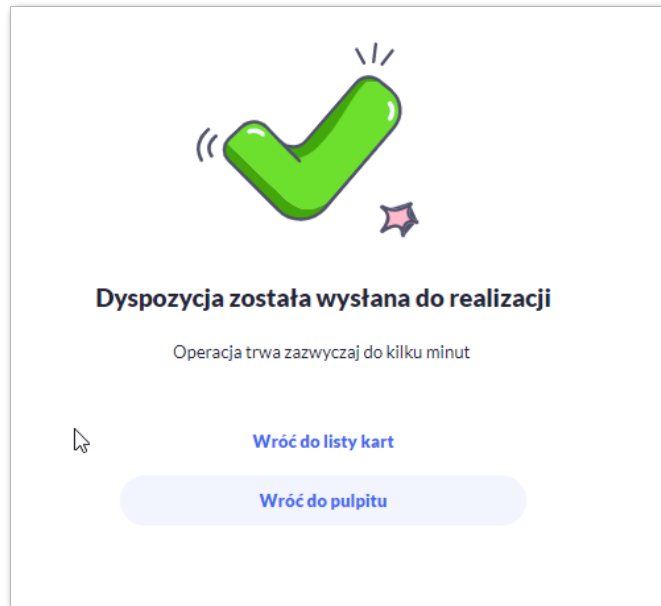 Dyspozycja została wysłana do realizacji
Operacja trwa zazwyczaj do kilku minut
Wróć do listy kart
Wróć do pulpitu